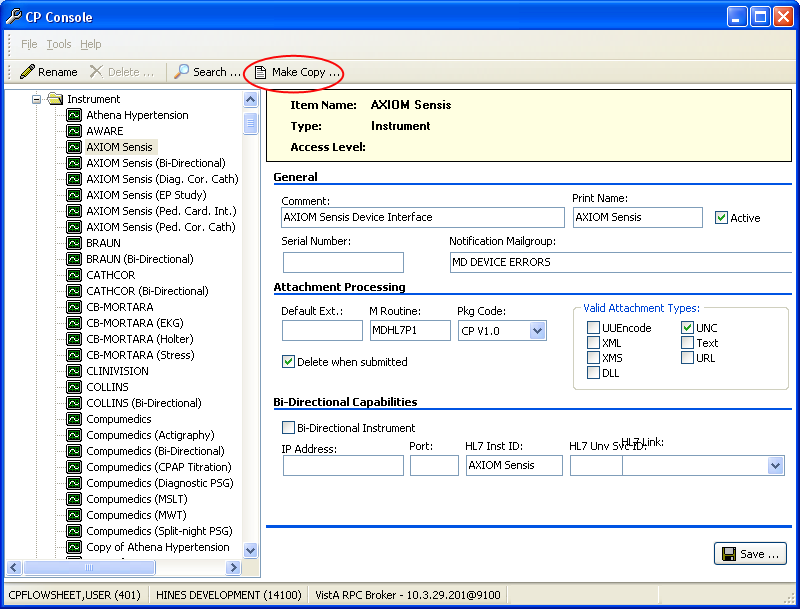 CP Console
File Tools Help
Rename Delete ... Search ... Make Copy ...
Instrument
Athena Hypertension
AWARE
AXIOM Sensis
AXIOM Sensis (Bi-Directional)
AXIOM Sensis (Diag. Cor. Cath)
AXIOM Sensis (EP Study)
AXIOM Sensis (Ped. Card. Int.)
AXIOM Sensis (Ped. Cor. Cath)
BRAUN
BRAUN (Bi-Directional)
CATHCOR
CATHCOR (Bi-Directional)
CB-MORTARA
CB-MORTARA (EKG)
CB-MORTARA (Holter)
CB-MORTARA (Stress)
CLINIVISION
COLLINS
COLLINS (Bi-Directional)
Compumedics
Compumedics (Actigraphy)
Compumedics (Bi-Directional)
Compumedics (CPAP Titration)
Compumedics (Diagnostic PSG)
Compumedics (MSLT)
Compumedics (MWT)
Compumedics (Split-night PSG)
Copy of Athena Hypertension
Item Name: AXIOM Sensis
Type: Instrument
Access Level:
General
Comment: Print Name:
AXIOM Sensis Device Interface AXIOM Sensis Active
Serial Number: Notification Mailgroup:
MD DEVICE ERRORS
Attachment Processing
Default Ext.: M Routine: Pkg Code:
MDHL7P1 CP V1.0
Delete when submitted
Valid Attachment Types:
UUEncode UNC
XML Text
XMS URL
DLL
Bi-Directional Capabilities
Bi-Directional Instrument
IP Address: Port: HL7 Inst ID: HL7 Unv Svc ID: HL7 Link:
AXIOM Sensis
Save ...
CPFLOWSHEET,USER (401) HINES DEVELOPMENT (14100) VistA RPC Broker - 10.3.29.201@9100